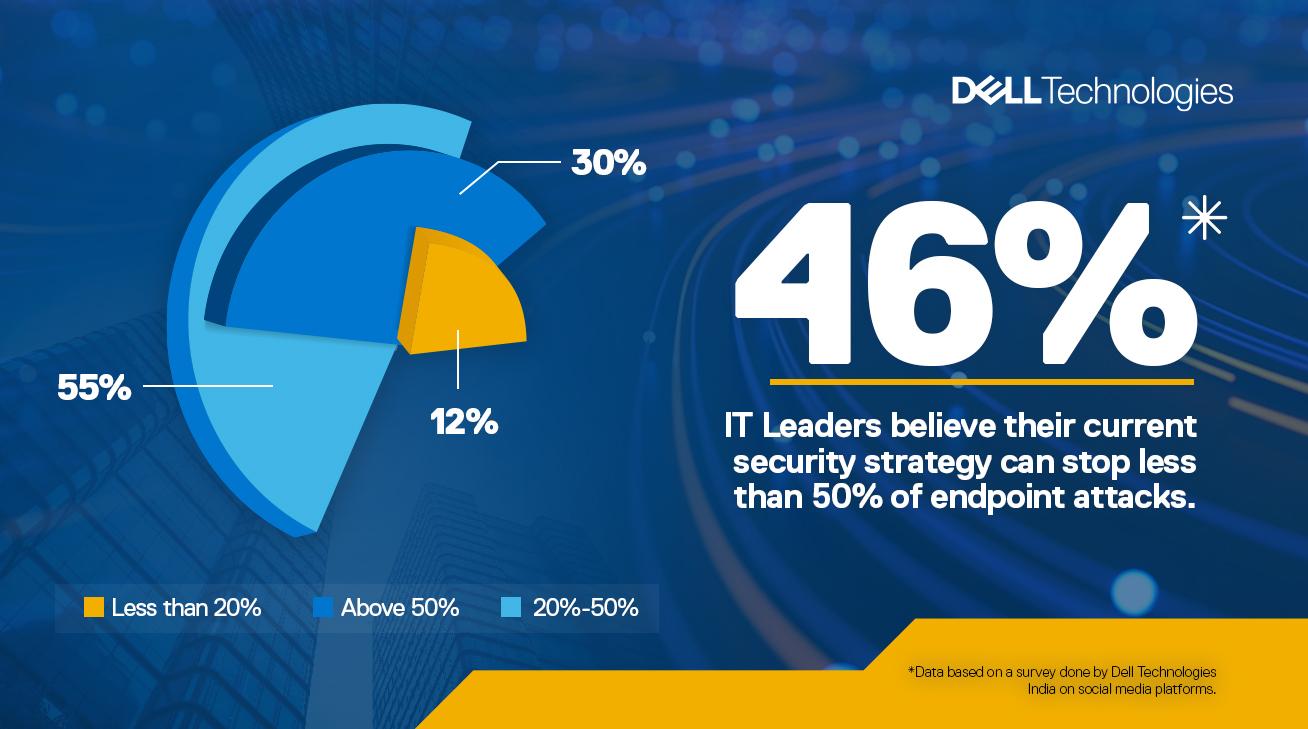 DELLTechnologies
30%
55%
12%
Less than 20%
Above 50%
20%-50%
46%*
IT Leaders believe their current
security strategy can stop less
than 50% of endpoint attacks.
*Data based on a survey done by Dell Technologies
India on social media platforms.